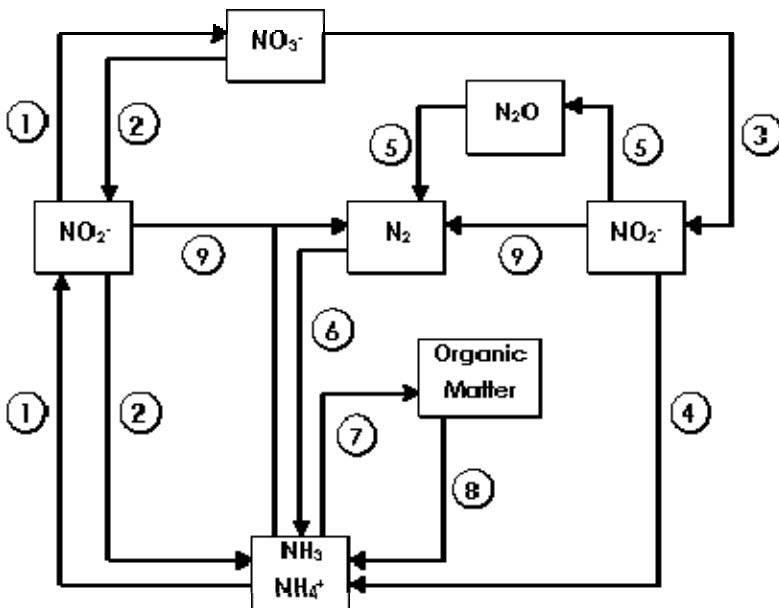 NO₃⁻
1
2
N₂O
5
5
3
NO₂⁻
9
N₂
9
NO₂⁻
6
Organic
Matter
1
2
7
4
8
NH₃
NH₄⁺